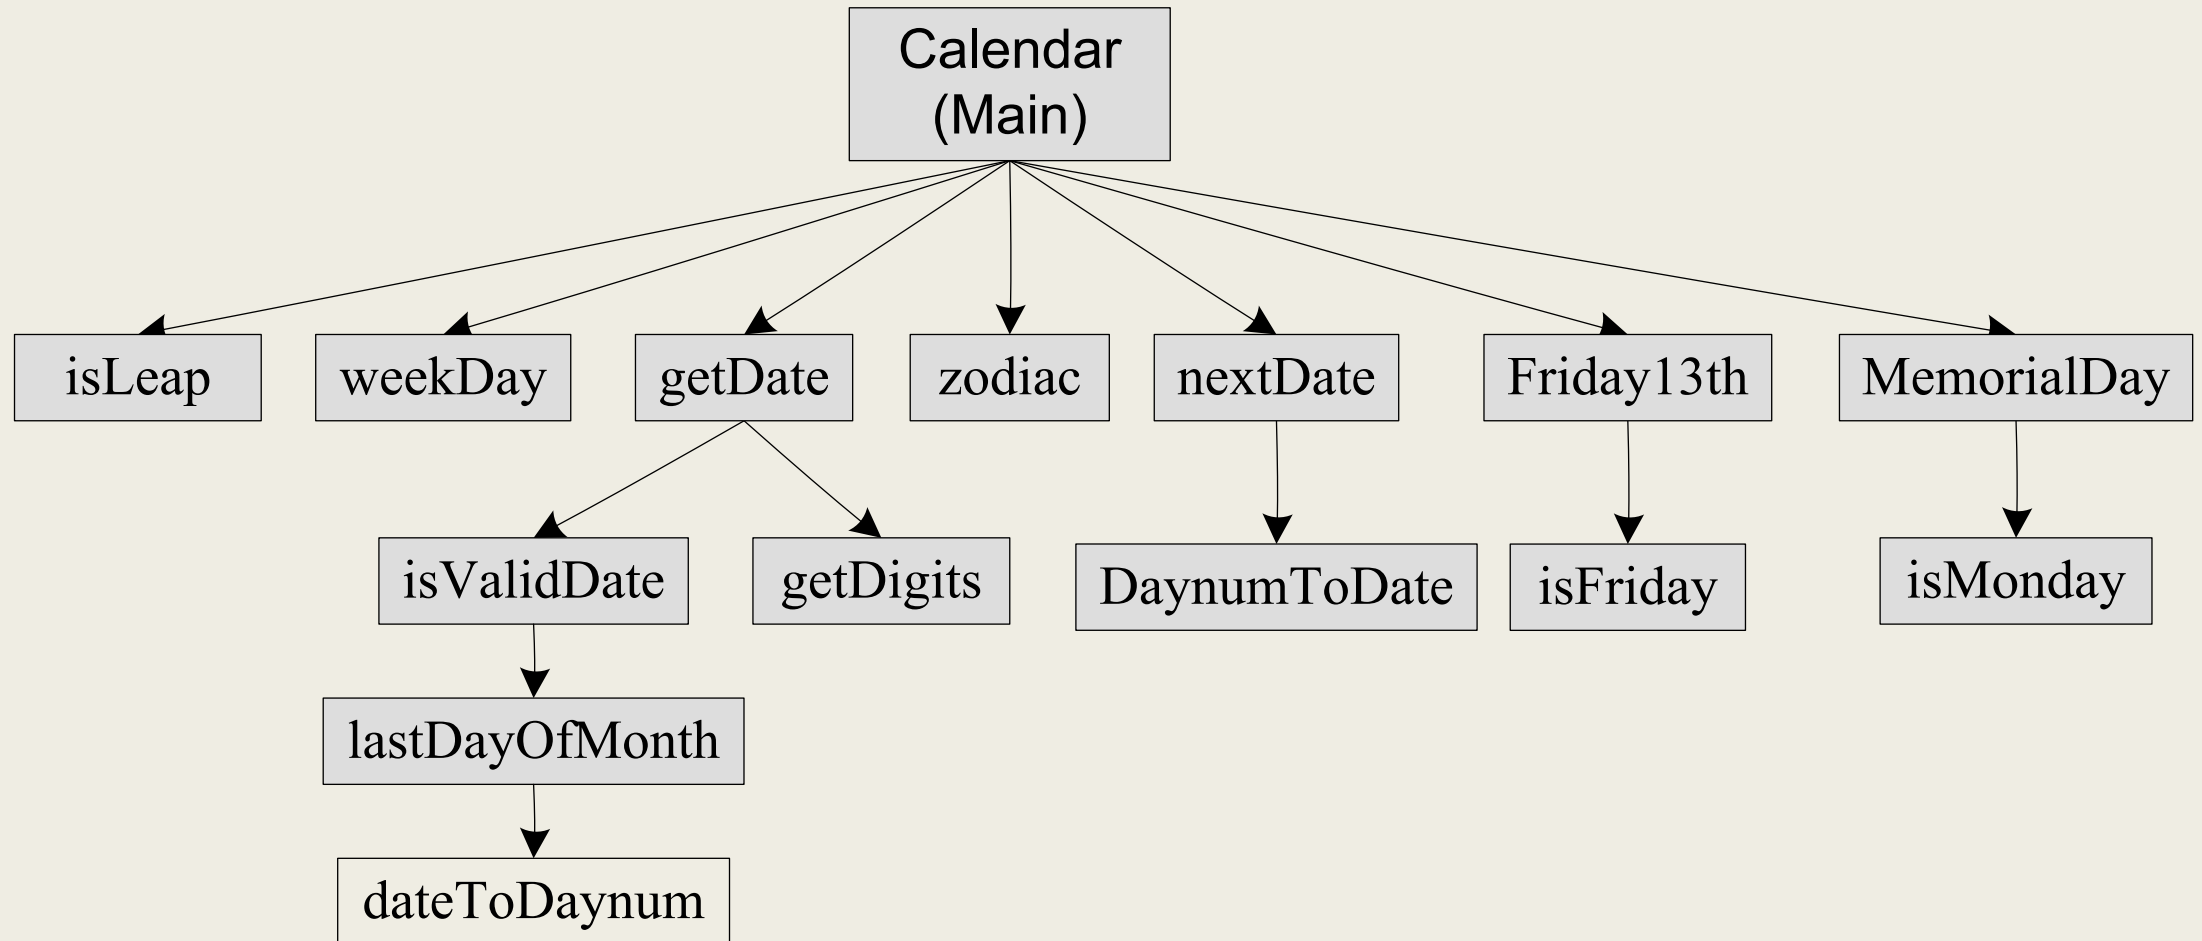 Calendar
(Main)
isLeap
weekDay
getDate
zodiac
nextDate
Friday13th
MemorialDay
isValidDate
getDigits
DaynumToDate
isFriday
isMonday
lastDayOfMonth
dateToDaynum